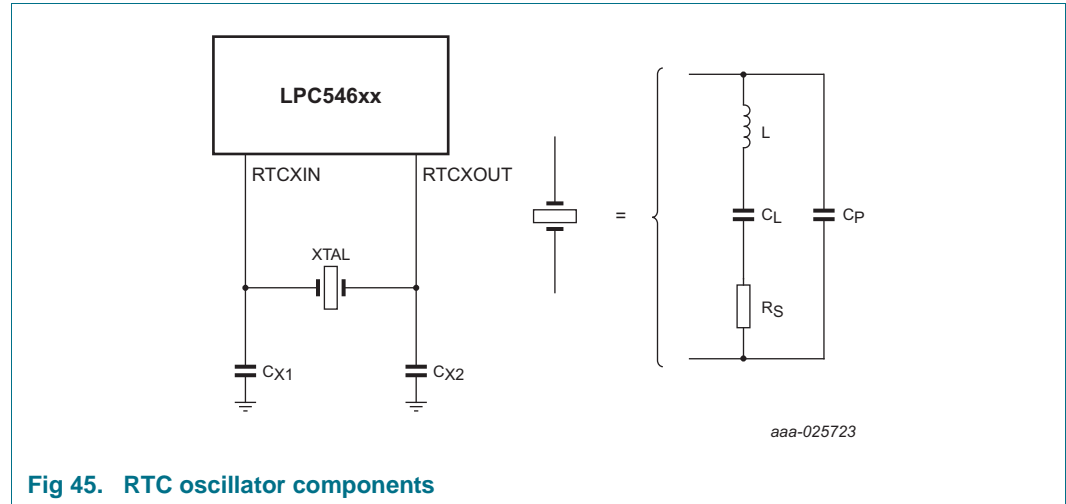 LPC546xx
RTCXIN
RTCXOUT
XTAL
CX1
CX2
=
L
CL
CP
RS
aaa-025723
Fig 45. RTC oscillator components